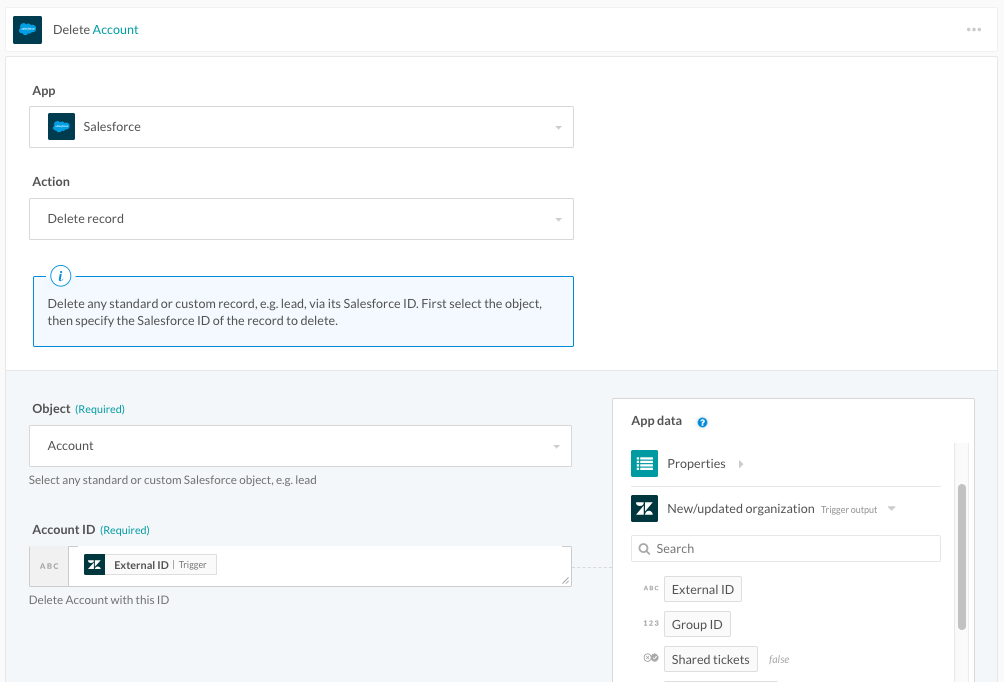 Delete Account
App
Salesforce
Action
Delete record
i
Delete any standard or custom record, e.g. lead, via its Salesforce ID. First select the object,
then specify the Salesforce ID of the record to delete.
Object (Required)
Account
Select any standard or custom Salesforce object, e.g. lead
Account ID (Required)
ABC
External ID | Trigger
Delete Account with this ID
App data ?
Properties
New/updated organization Trigger output
Search
ABC External ID
123 Group ID
Shared tickets false